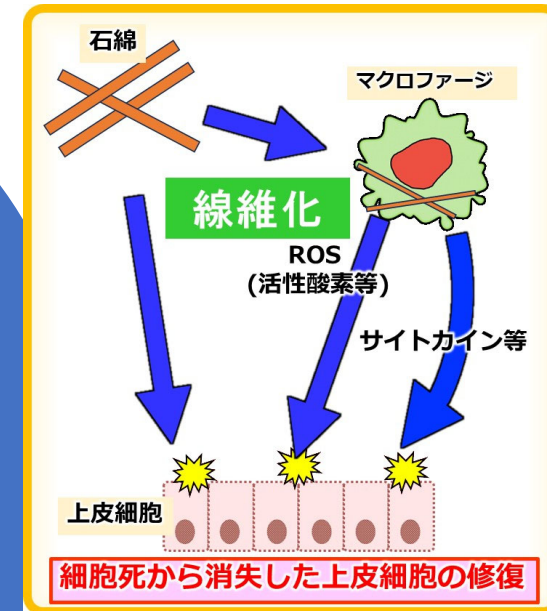 石綿
マクロファージ
線維化
ROS
(活性酸素等)
サイトカイン等
上皮細胞
細胞死から消失した上皮細胞の修復